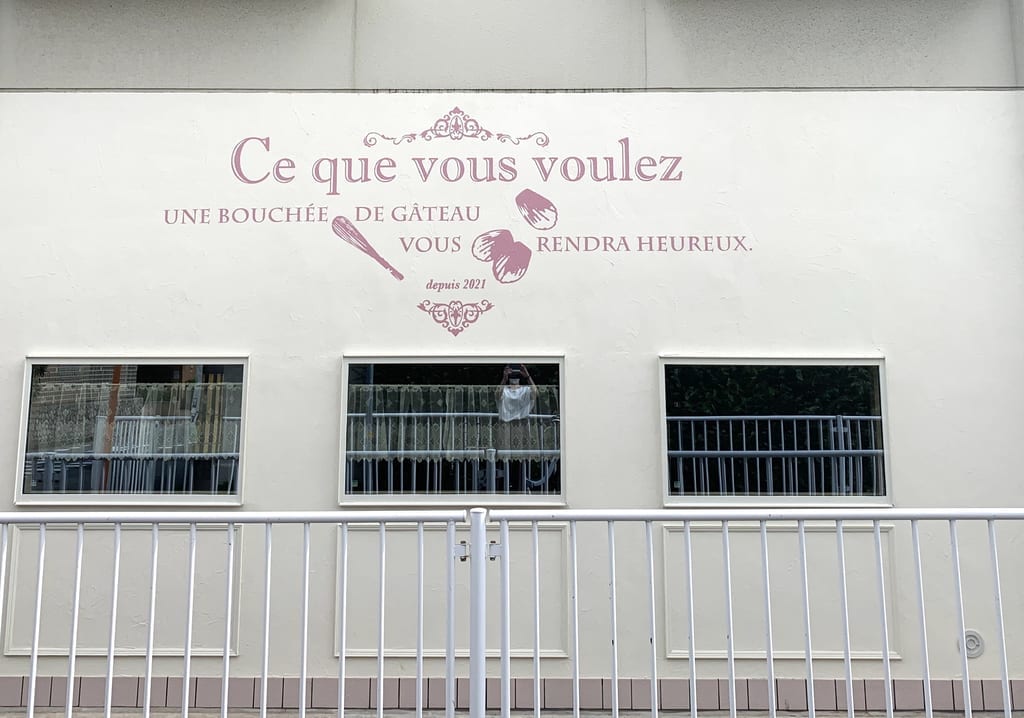 Ce que vous voulez
UNE BOUCHÉE DE GÂTEAU
VOUS RENDRA HEUREUX.
depuis 2021